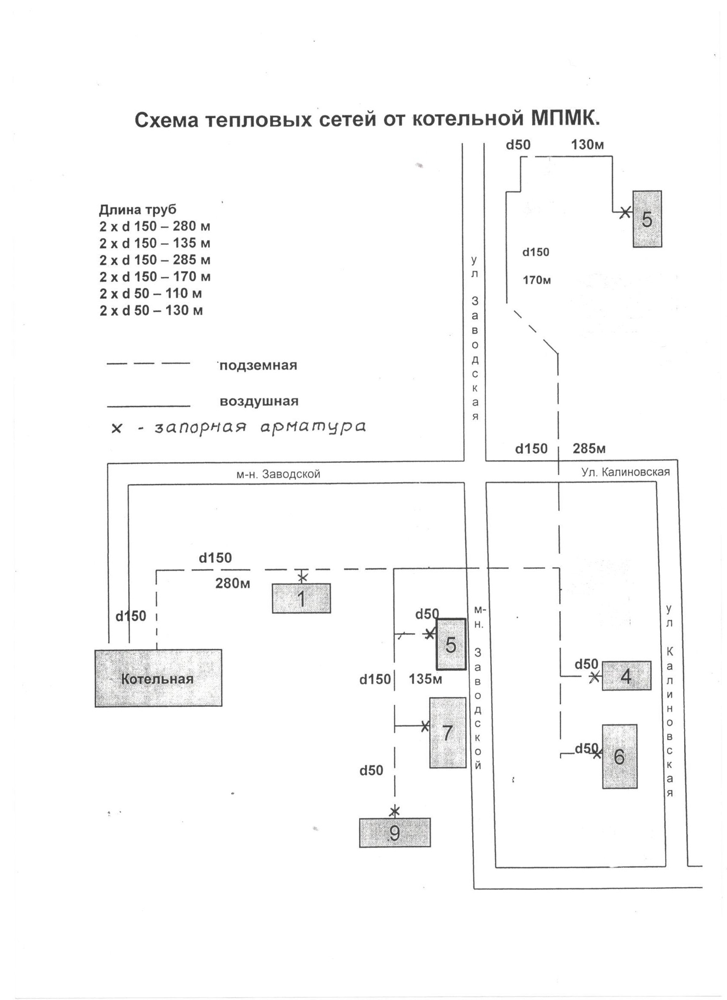 Схема тепловых сетей от котельной МПМК.
d50 130м
5
Длина труб
2 х d 150 – 280 м
2 х d 150 – 135 м
2 х d 150 – 285 м
2 х d 150 – 170 м
2 х d 50 – 110 м
2 х d 50 – 130 м
d150
170м
ул Заводская
подземная
воздушная
х - запорная арматура
d150 285м
м-н. Заводской
Ул. Калиновская
d150
280м
1
d150
d50
5
м-н. Заводской
ул Калиновская
Котельная
d150 135м
d50
4
7
d50
6
d50
9